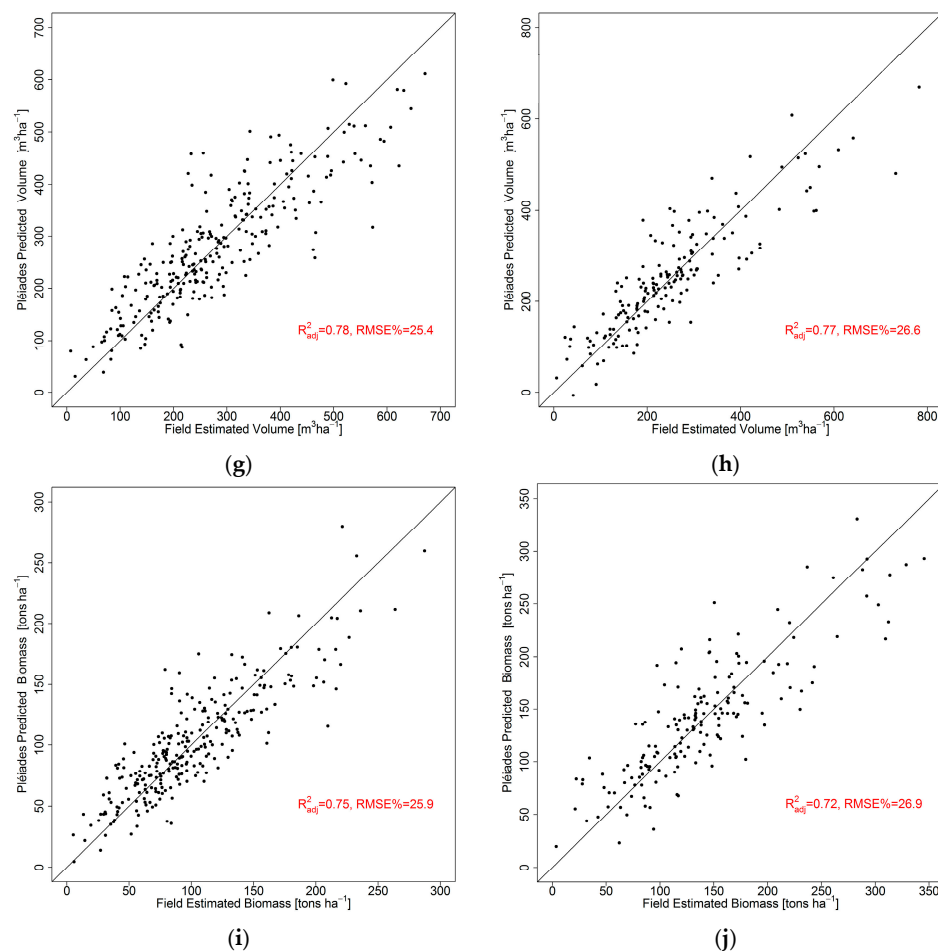 Pléiades Predicted Volume [m³ha⁻¹]
700
600
500
400
300
200
100
0
R²adj=0.78, RMSE%=25.4
0 100 200 300 400 500 600 700
Field Estimated Volume [m³ha⁻¹]
(g)
Pléiades Predicted Volume [m³ha⁻¹]
800
600
400
200
0
R²adj=0.77, RMSE%=26.6
0 200 400 600 800
Field Estimated Volume [m³ha⁻¹]
(h)
Pléiades Predicted Biomass [tons ha⁻¹]
300
250
200
150
100
50
0
R²adj=0.75, RMSE%=25.9
0 50 100 150 200 250 300
Field Estimated Biomass [tons ha⁻¹]
(i)
Pléiades Predicted Biomass [tons ha⁻¹]
350
300
250
200
150
100
50
0
R²adj=0.72, RMSE%=26.9
0 50 100 150 200 250 300 350
Field Estimated Biomass [tons ha⁻¹]
(j)